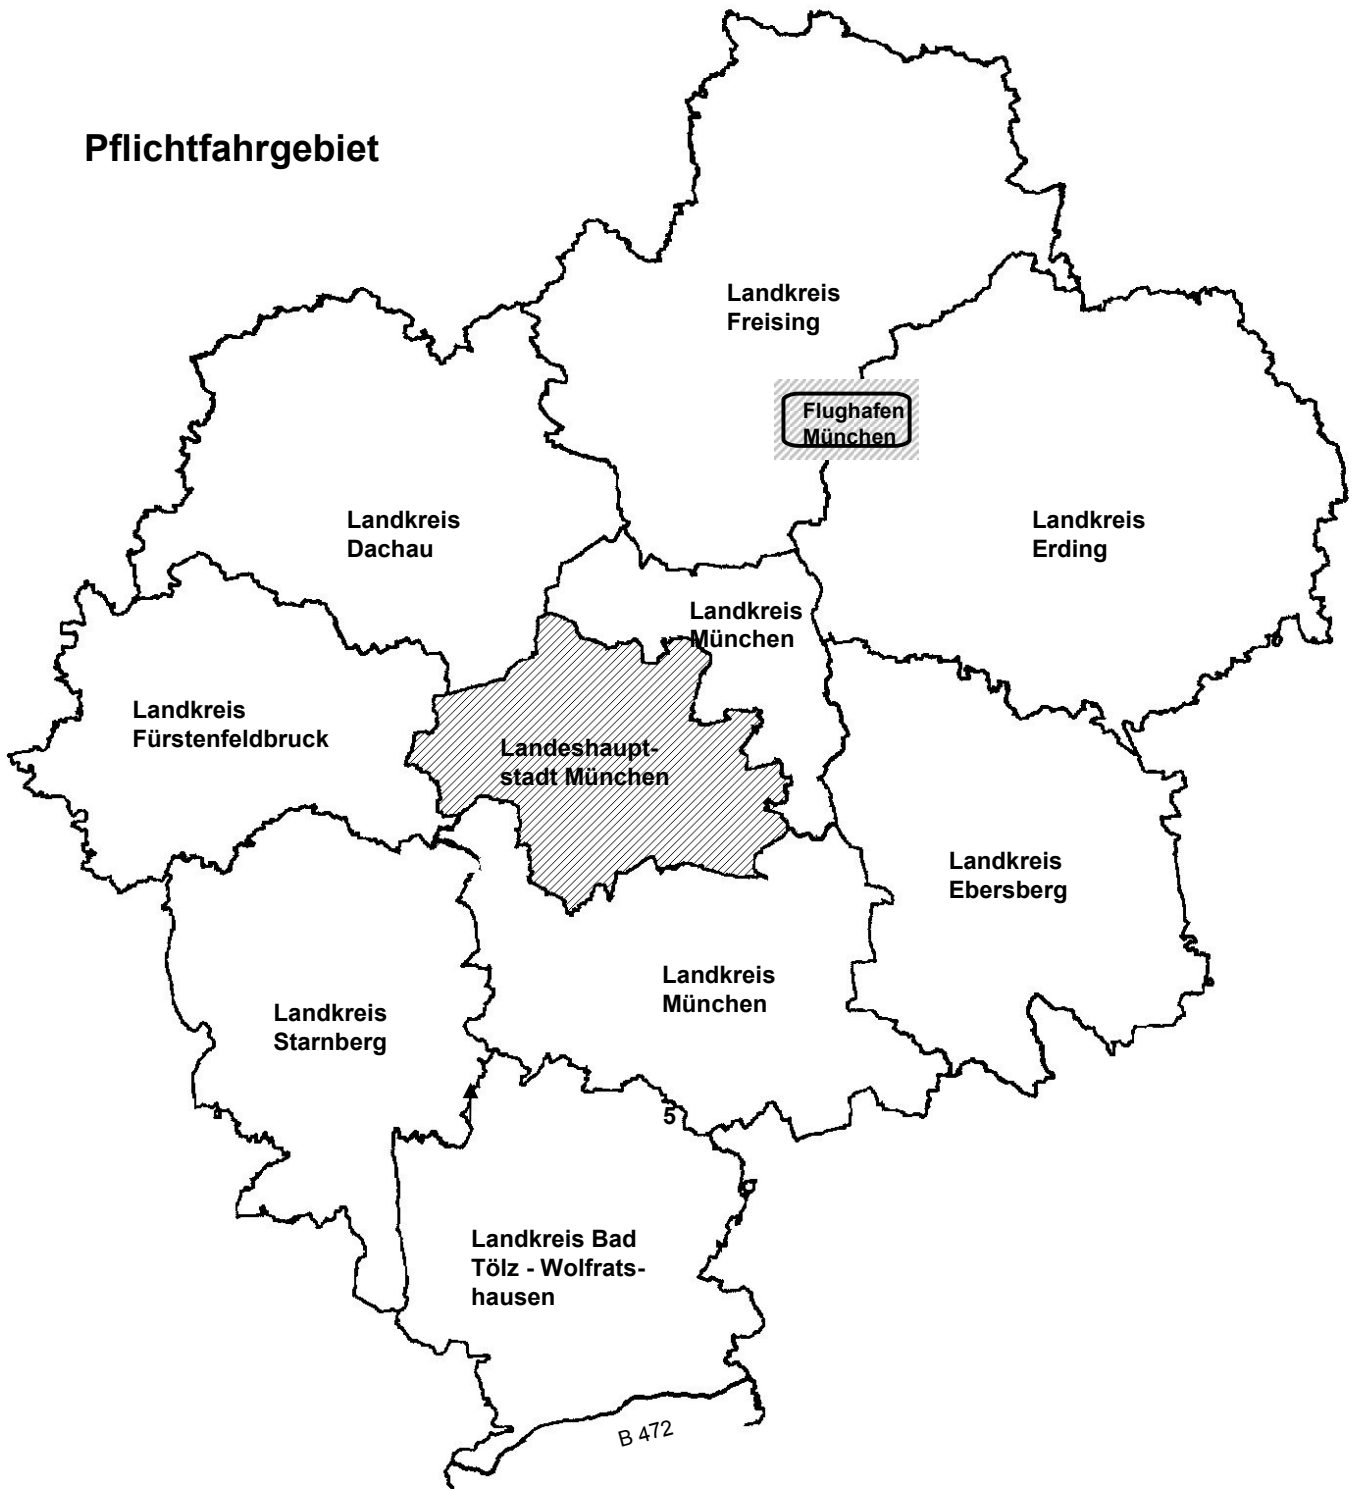 Pflichtfahrgebiet
Landkreis
Freising
Flughafen
München
Landkreis
Dachau
Landkreis
Erding
Landkreis
München
Landkreis
Fürstenfeldbruck
Landeshaupt-
stadt München
Landkreis
Ebersberg
Landkreis
München
Landkreis
Starnberg
5
Landkreis Bad
Tölz - Wolfrats-
hausen
B 472